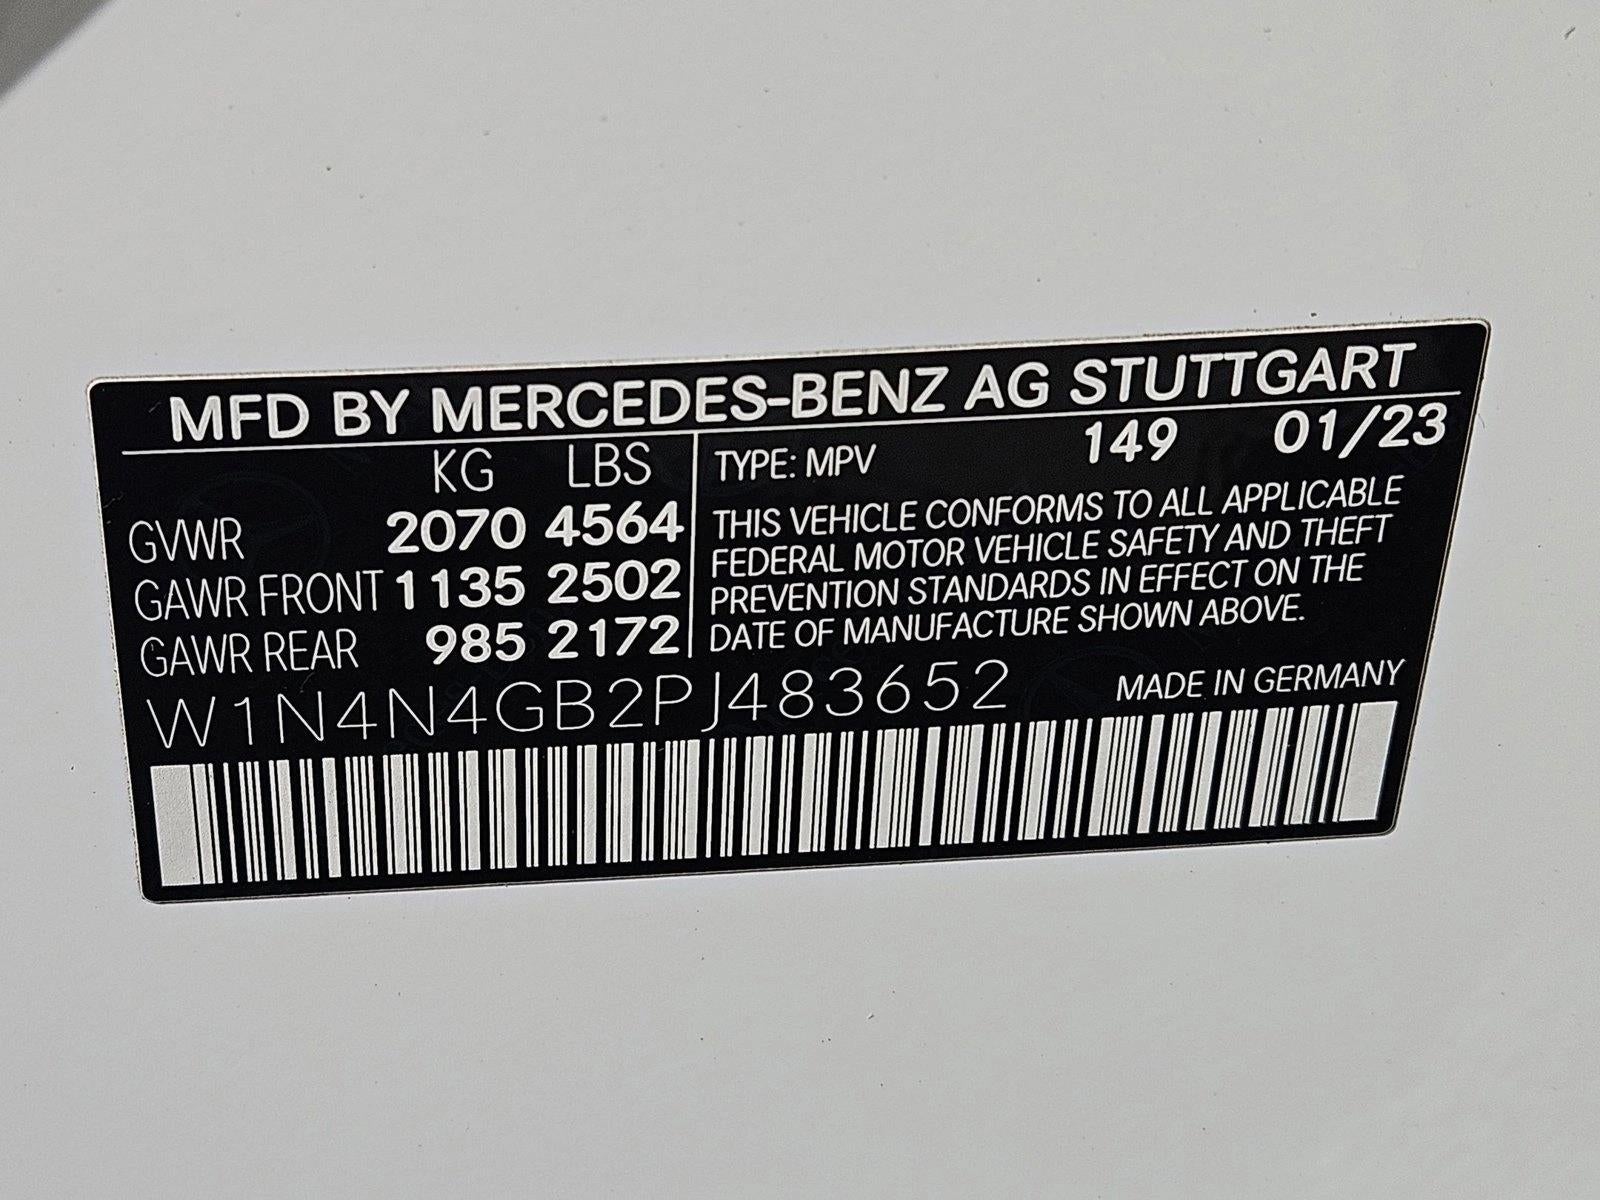 MFD BY MERCEDES-BENZ AG STUTTGART
KG LBS
GVWR 2070 4564
GAWR FRONT 1135 2502
GAWR REAR 985 2172
TYPE: MPV 149 01/23
THIS VEHICLE CONFORMS TO ALL APPLICABLE
FEDERAL MOTOR VEHICLE SAFETY AND THEFT
PREVENTION STANDARDS IN EFFECT ON THE
DATE OF MANUFACTURE SHOWN ABOVE.
W1N4N4GB2PJ483652 MADE IN GERMANY